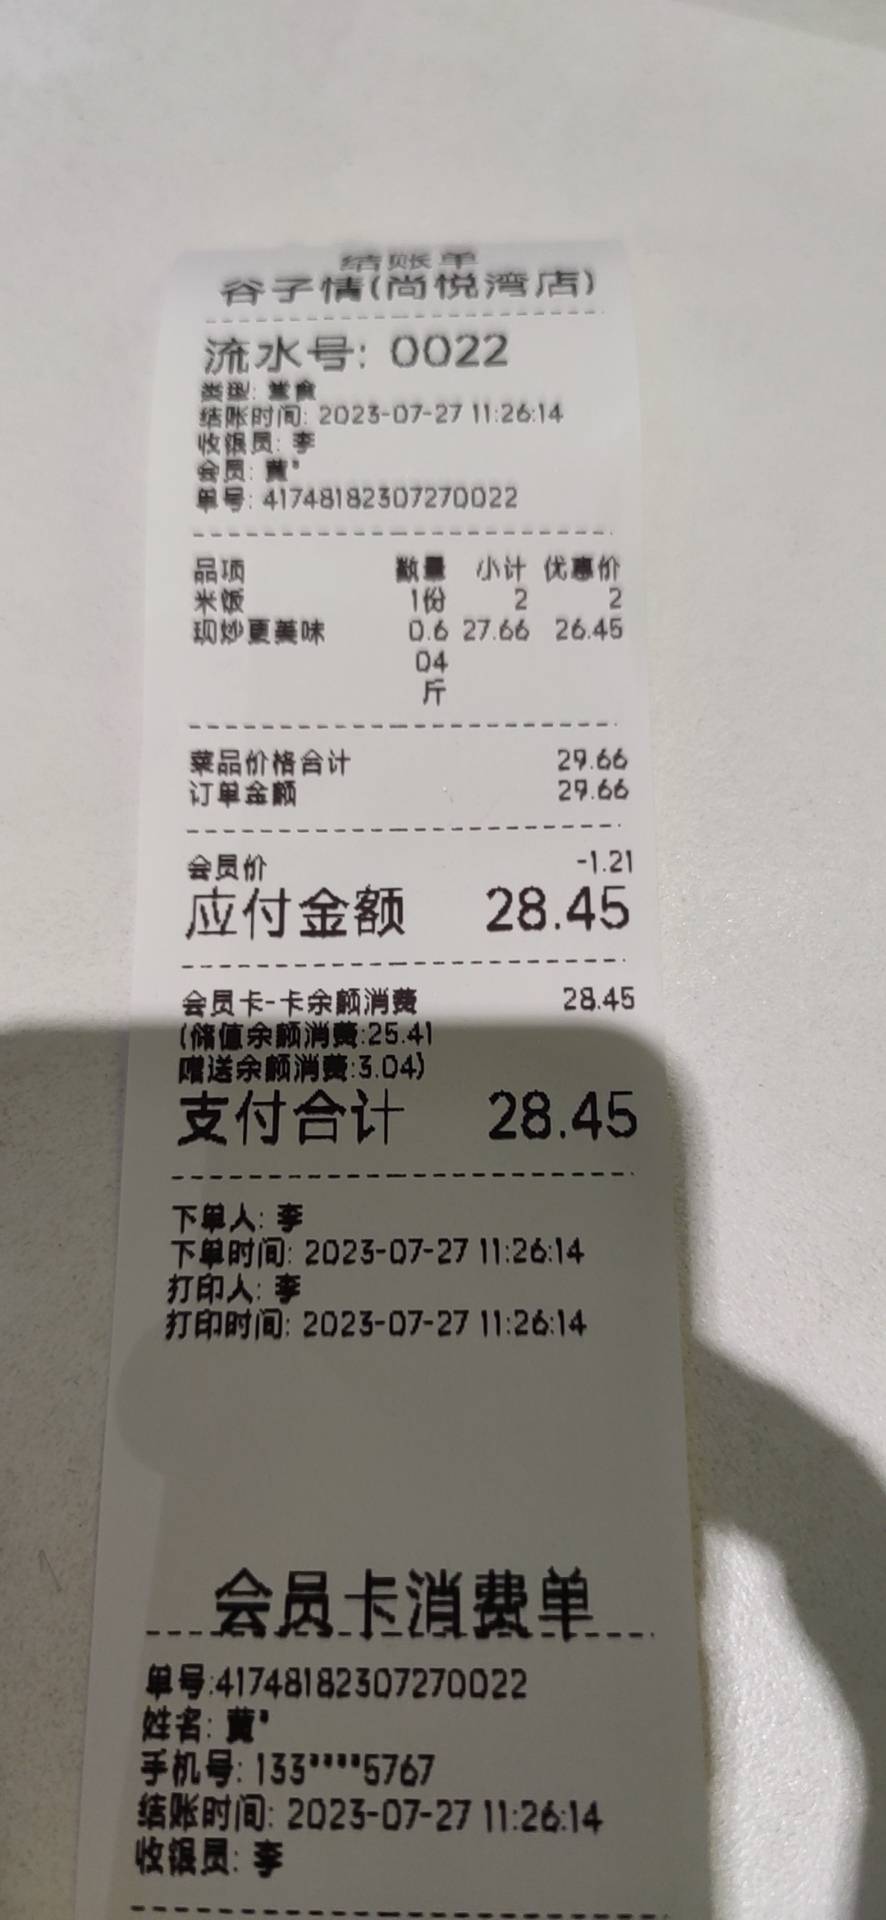 结账单
谷子情(尚悦湾店)
流水号: 0022
类型: 堂食
结账时间: 2023-07-27 11:26:14
收银员: 李
会员: 黄*
单号: 41748182307270022
品项 数量 小计 优惠价
米饭 1份 2 2
现炒更美味 0.6 27.66 26.45
04
斤
菜品价格合计 29.66
订单金额 29.66
会员价 -1.21
应付金额 28.45
会员卡-卡余额消费 28.45
(储值余额消费:25.41
赠送余额消费:3.04)
支付合计 28.45
下单人: 李
下单时间: 2023-07-27 11:26:14
打印人: 李
打印时间: 2023-07-27 11:26:14
会员卡消费单
单号:41748182307270022
姓名: 黄*
手机号: 133****5767
结账时间: 2023-07-27 11:26:14
收银员: 李